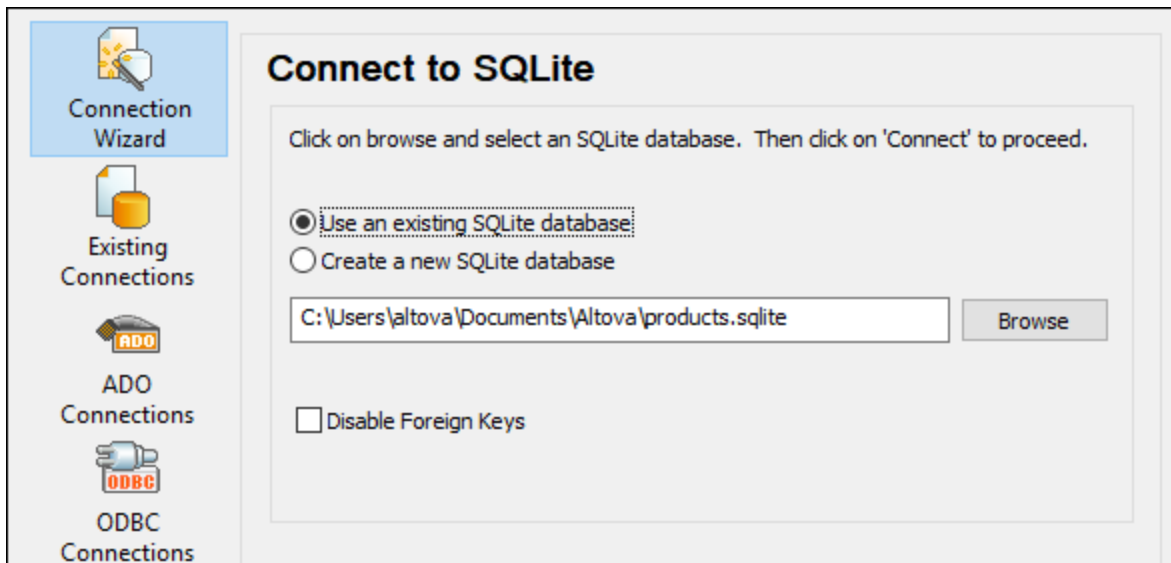 Connection
Wizard
Existing
Connections
ADO
ADO
Connections
ODBC
ODBC
Connections
Connect to SQLite
Click on browse and select an SQLite database.  Then click on 'Connect' to proceed.
Use an existing SQLite database
Create a new SQLite database
C:\Users\altova\Documents\Altova\products.sqlite
Browse
Disable Foreign Keys